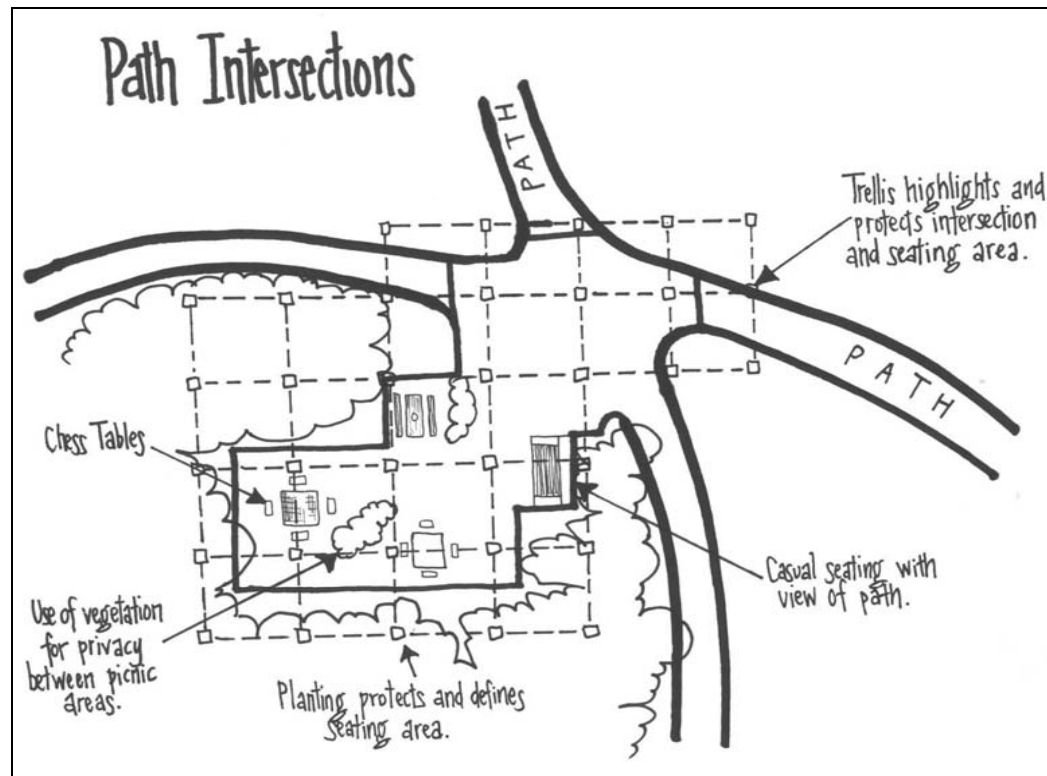 Path Intersections
PATH
Trellis highlights and
protects intersection
and seating area.
PATH
Chess Tables
Casual seating with
view of path.
Use of vegetation
for privacy
between picnic
areas.
Planting protects and defines
seating area.